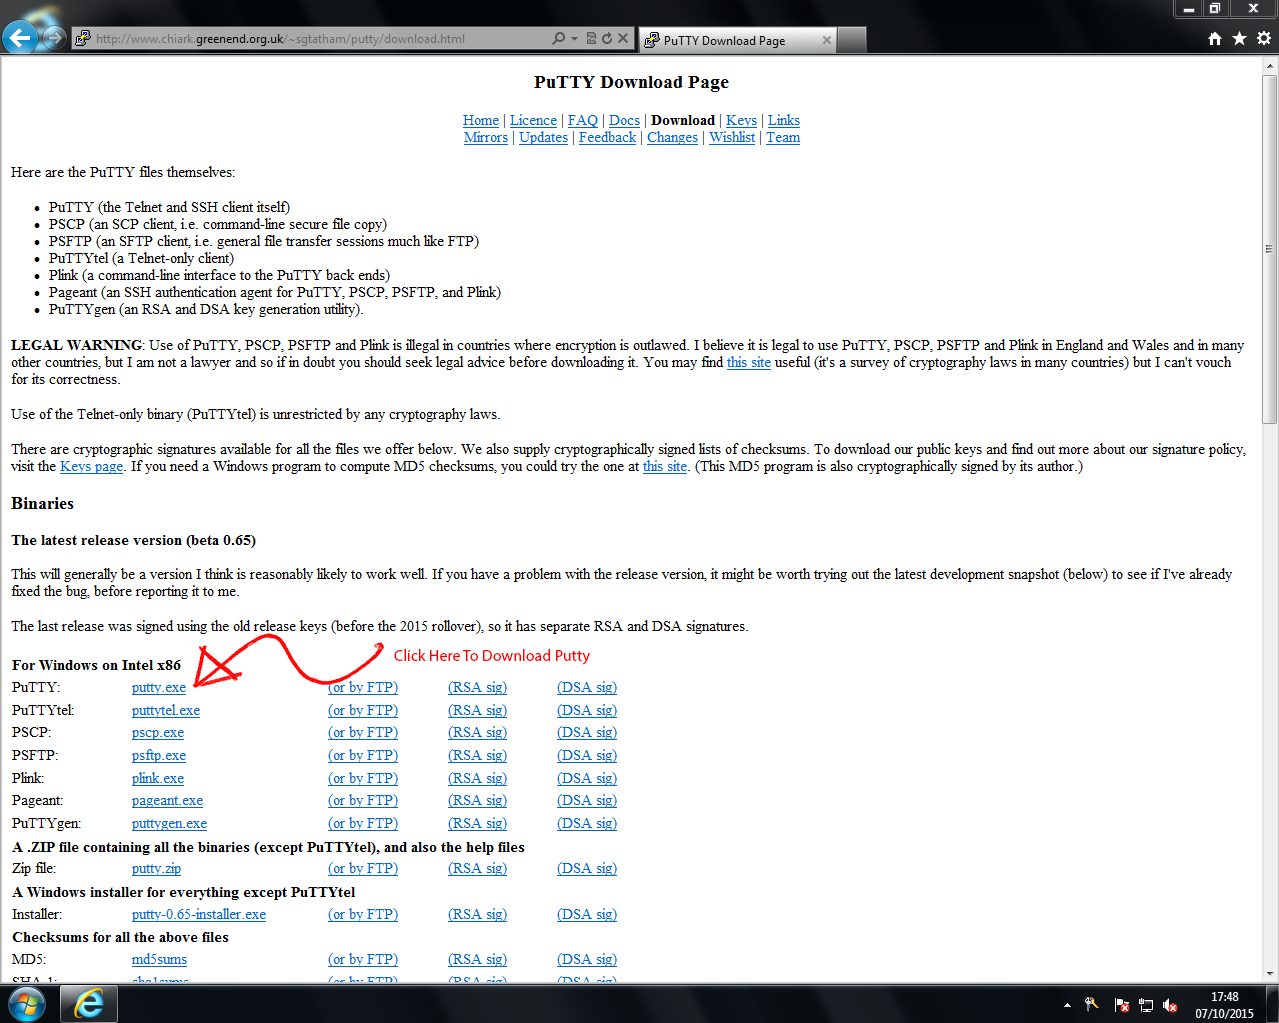 http://www.chiark.greenend.org.uk/~sgtatham/putty/download.html
PuTTY Download Page
PuTTY Download Page
Home | Licence | FAQ | Docs | Download | Keys | Links
Mirrors | Updates | Feedback | Changes | Wishlist | Team
Here are the PuTTY files themselves:
• PuTTY (the Telnet and SSH client itself)
• PSCP (an SCP client, i.e. command-line secure file copy)
• PSFTP (an SFTP client, i.e. general file transfer sessions much like FTP)
• PuTTYtel (a Telnet-only client)
• Plink (a command-line interface to the PuTTY back ends)
• Pageant (an SSH authentication agent for PuTTY, PSCP, PSFTP, and Plink)
• PuTTYgen (an RSA and DSA key generation utility).
LEGAL WARNING: Use of PuTTY, PSCP, PSFTP and Plink is illegal in countries where encryption is outlawed. I believe it is legal to use PuTTY, PSCP, PSFTP and Plink in England and Wales and in many
other countries, but I am not a lawyer and so if in doubt you should seek legal advice before downloading it. You may find this site useful (it's a survey of cryptography laws in many countries) but I can't vouch
for its correctness.
Use of the Telnet-only binary (PuTTYtel) is unrestricted by any cryptography laws.
There are cryptographic signatures available for all the files we offer below. We also supply cryptographically signed lists of checksums. To download our public keys and find out more about our signature policy,
visit the Keys page. If you need a Windows program to compute MD5 checksums, you could try the one at this site. (This MD5 program is also cryptographically signed by its author.)
Binaries
The latest release version (beta 0.65)
This will generally be a version I think is reasonably likely to work well. If you have a problem with the release version, it might be worth trying out the latest development snapshot (below) to see if I've already
fixed the bug, before reporting it to me.
The last release was signed using the old release keys (before the 2015 rollover), so it has separate RSA and DSA signatures.
Click Here To Download Putty
For Windows on Intel x86
PuTTY: putty.exe (or by FTP) (RSA sig) (DSA sig)
PuTTYtel: puttytel.exe (or by FTP) (RSA sig) (DSA sig)
PSCP: pscp.exe (or by FTP) (RSA sig) (DSA sig)
PSFTP: psftp.exe (or by FTP) (RSA sig) (DSA sig)
Plink: plink.exe (or by FTP) (RSA sig) (DSA sig)
Pageant: pageant.exe (or by FTP) (RSA sig) (DSA sig)
PuTTYgen: puttygen.exe (or by FTP) (RSA sig) (DSA sig)
A .ZIP file containing all the binaries (except PuTTYtel), and also the help files
Zip file: putty.zip (or by FTP) (RSA sig) (DSA sig)
A Windows installer for everything except PuTTYtel
Installer: putty-0.65-installer.exe (or by FTP) (RSA sig) (DSA sig)
Checksums for all the above files
MD5: md5sums (or by FTP) (RSA sig) (DSA sig)
SHA-1: sha1sums (or by FTP) (RSA sig) (DSA sig)
17:48
07/10/2015